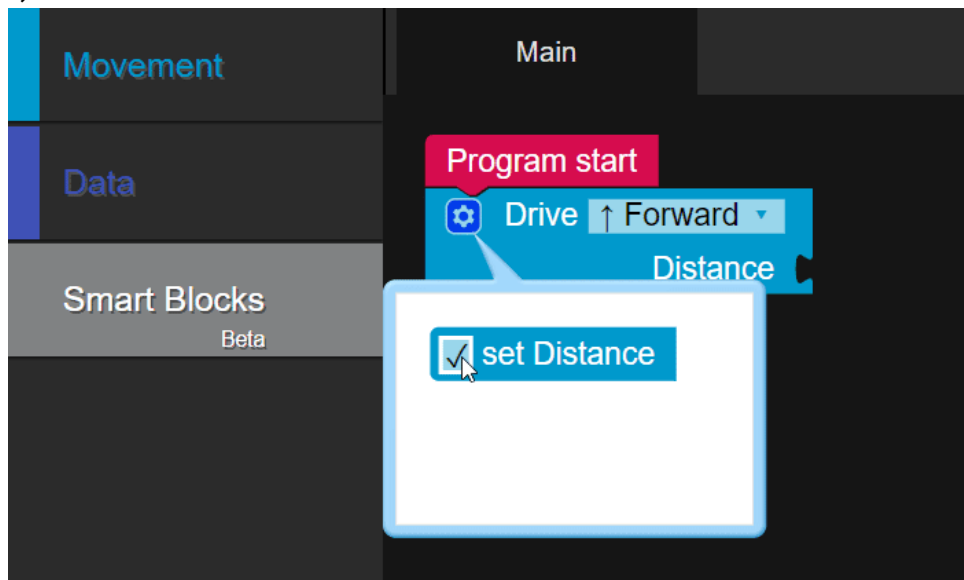 Movement
Data
Smart Blocks
Beta
Main
Program start
Drive ↑ Forward
Distance
✓ set Distance